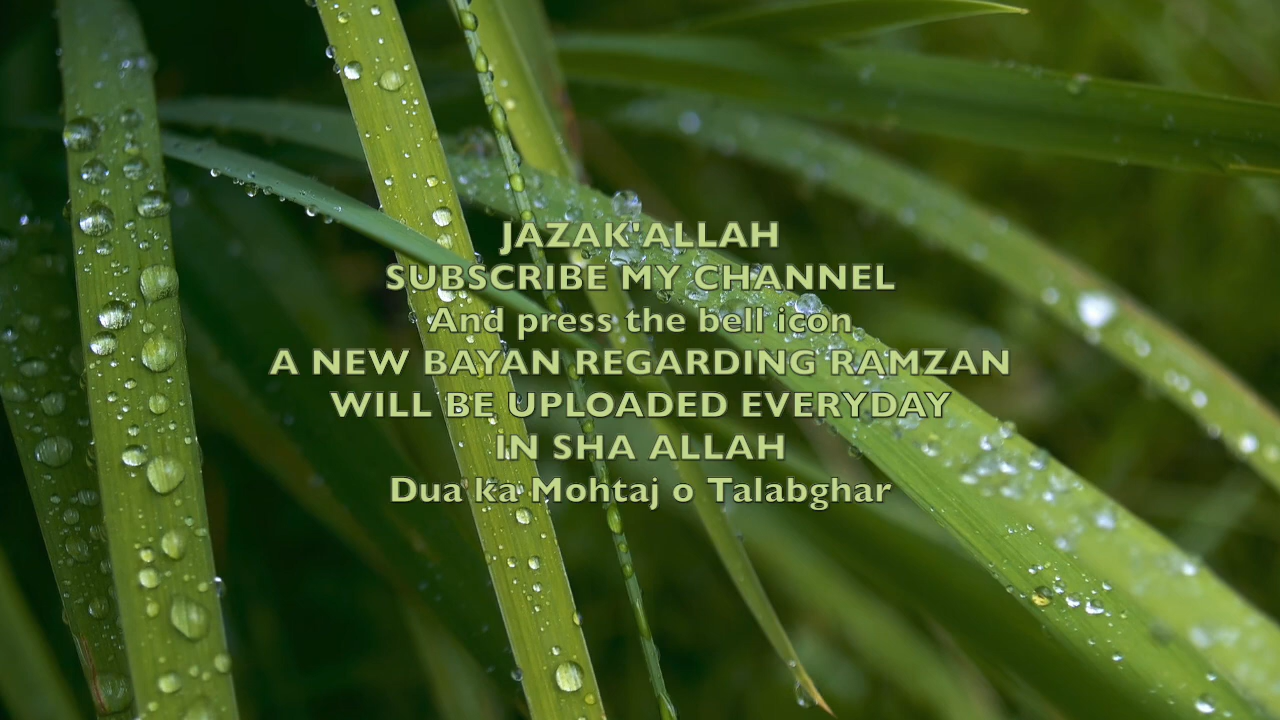 JAZAK'ALLAH
SUBSCRIBE MY CHANNEL
And press the bell icon
A NEW BAYAN REGARDING RAMZAN
WILL BE UPLOADED EVERYDAY
iN SHA ALLAH
Dua ka Mohtaj o Talabghar